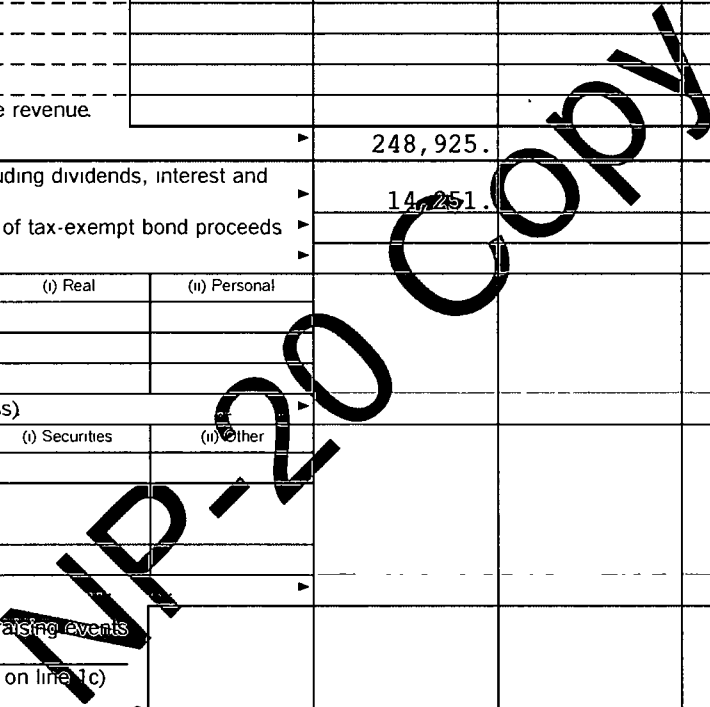 e revenue.
248,925.
uding dividends, interest and
14,251.
of tax-exempt bond proceeds
(i) Real (ii) Personal
s)
(i) Securities (ii) Other
aising events
on line 1c)
NP-20 Copy